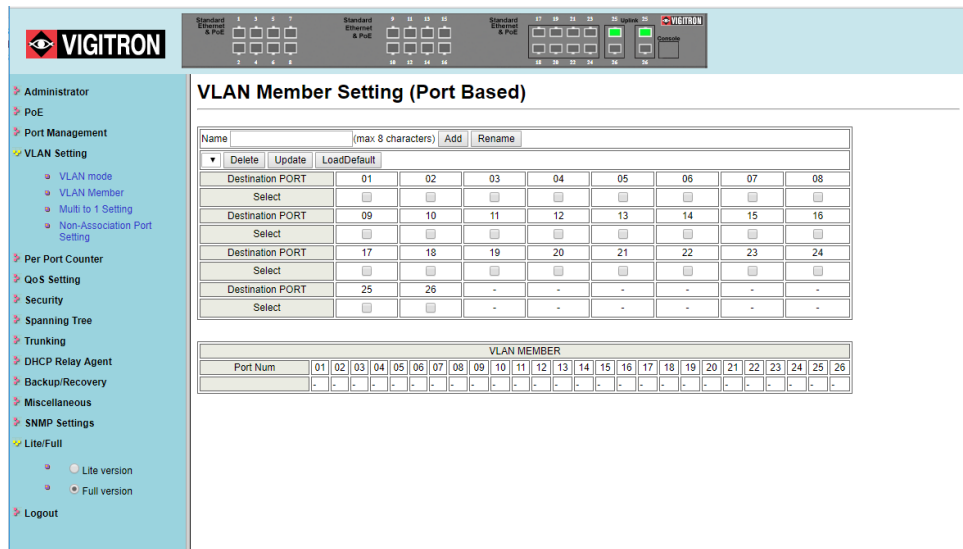 VIGITRON
Standard Ethernet & PoE
1 3 5 7
2 4 6 8
Standard Ethernet & PoE
9 11 13 15
10 12 14 16
Standard Ethernet & PoE
17 19 21 23
18 20 22 24
25 Uplink 25
26 26
VIGITRON
Console
Administrator
PoE
Port Management
VLAN Setting
VLAN mode
VLAN Member
Multi to 1 Setting
Non-Association Port
Setting
Per Port Counter
QoS Setting
Security
Spanning Tree
Trunking
DHCP Relay Agent
Backup/Recovery
Miscellaneous
SNMP Settings
Lite/Full
Lite version
Full version
Logout
VLAN Member Setting (Port Based)
Name (max 8 characters) Add Rename
Delete Update LoadDefault
Destination PORT 01 02 03 04 05 06 07 08
Select
Destination PORT 09 10 11 12 13 14 15 16
Select
Destination PORT 17 18 19 20 21 22 23 24
Select
Destination PORT 25 26 - - - - - -
Select - - - - - -
VLAN MEMBER
Port Num 01 02 03 04 05 06 07 08 09 10 11 12 13 14 15 16 17 18 19 20 21 22 23 24 25 26
- - - - - - - - - - - - - - - - - - - - - - - - - -